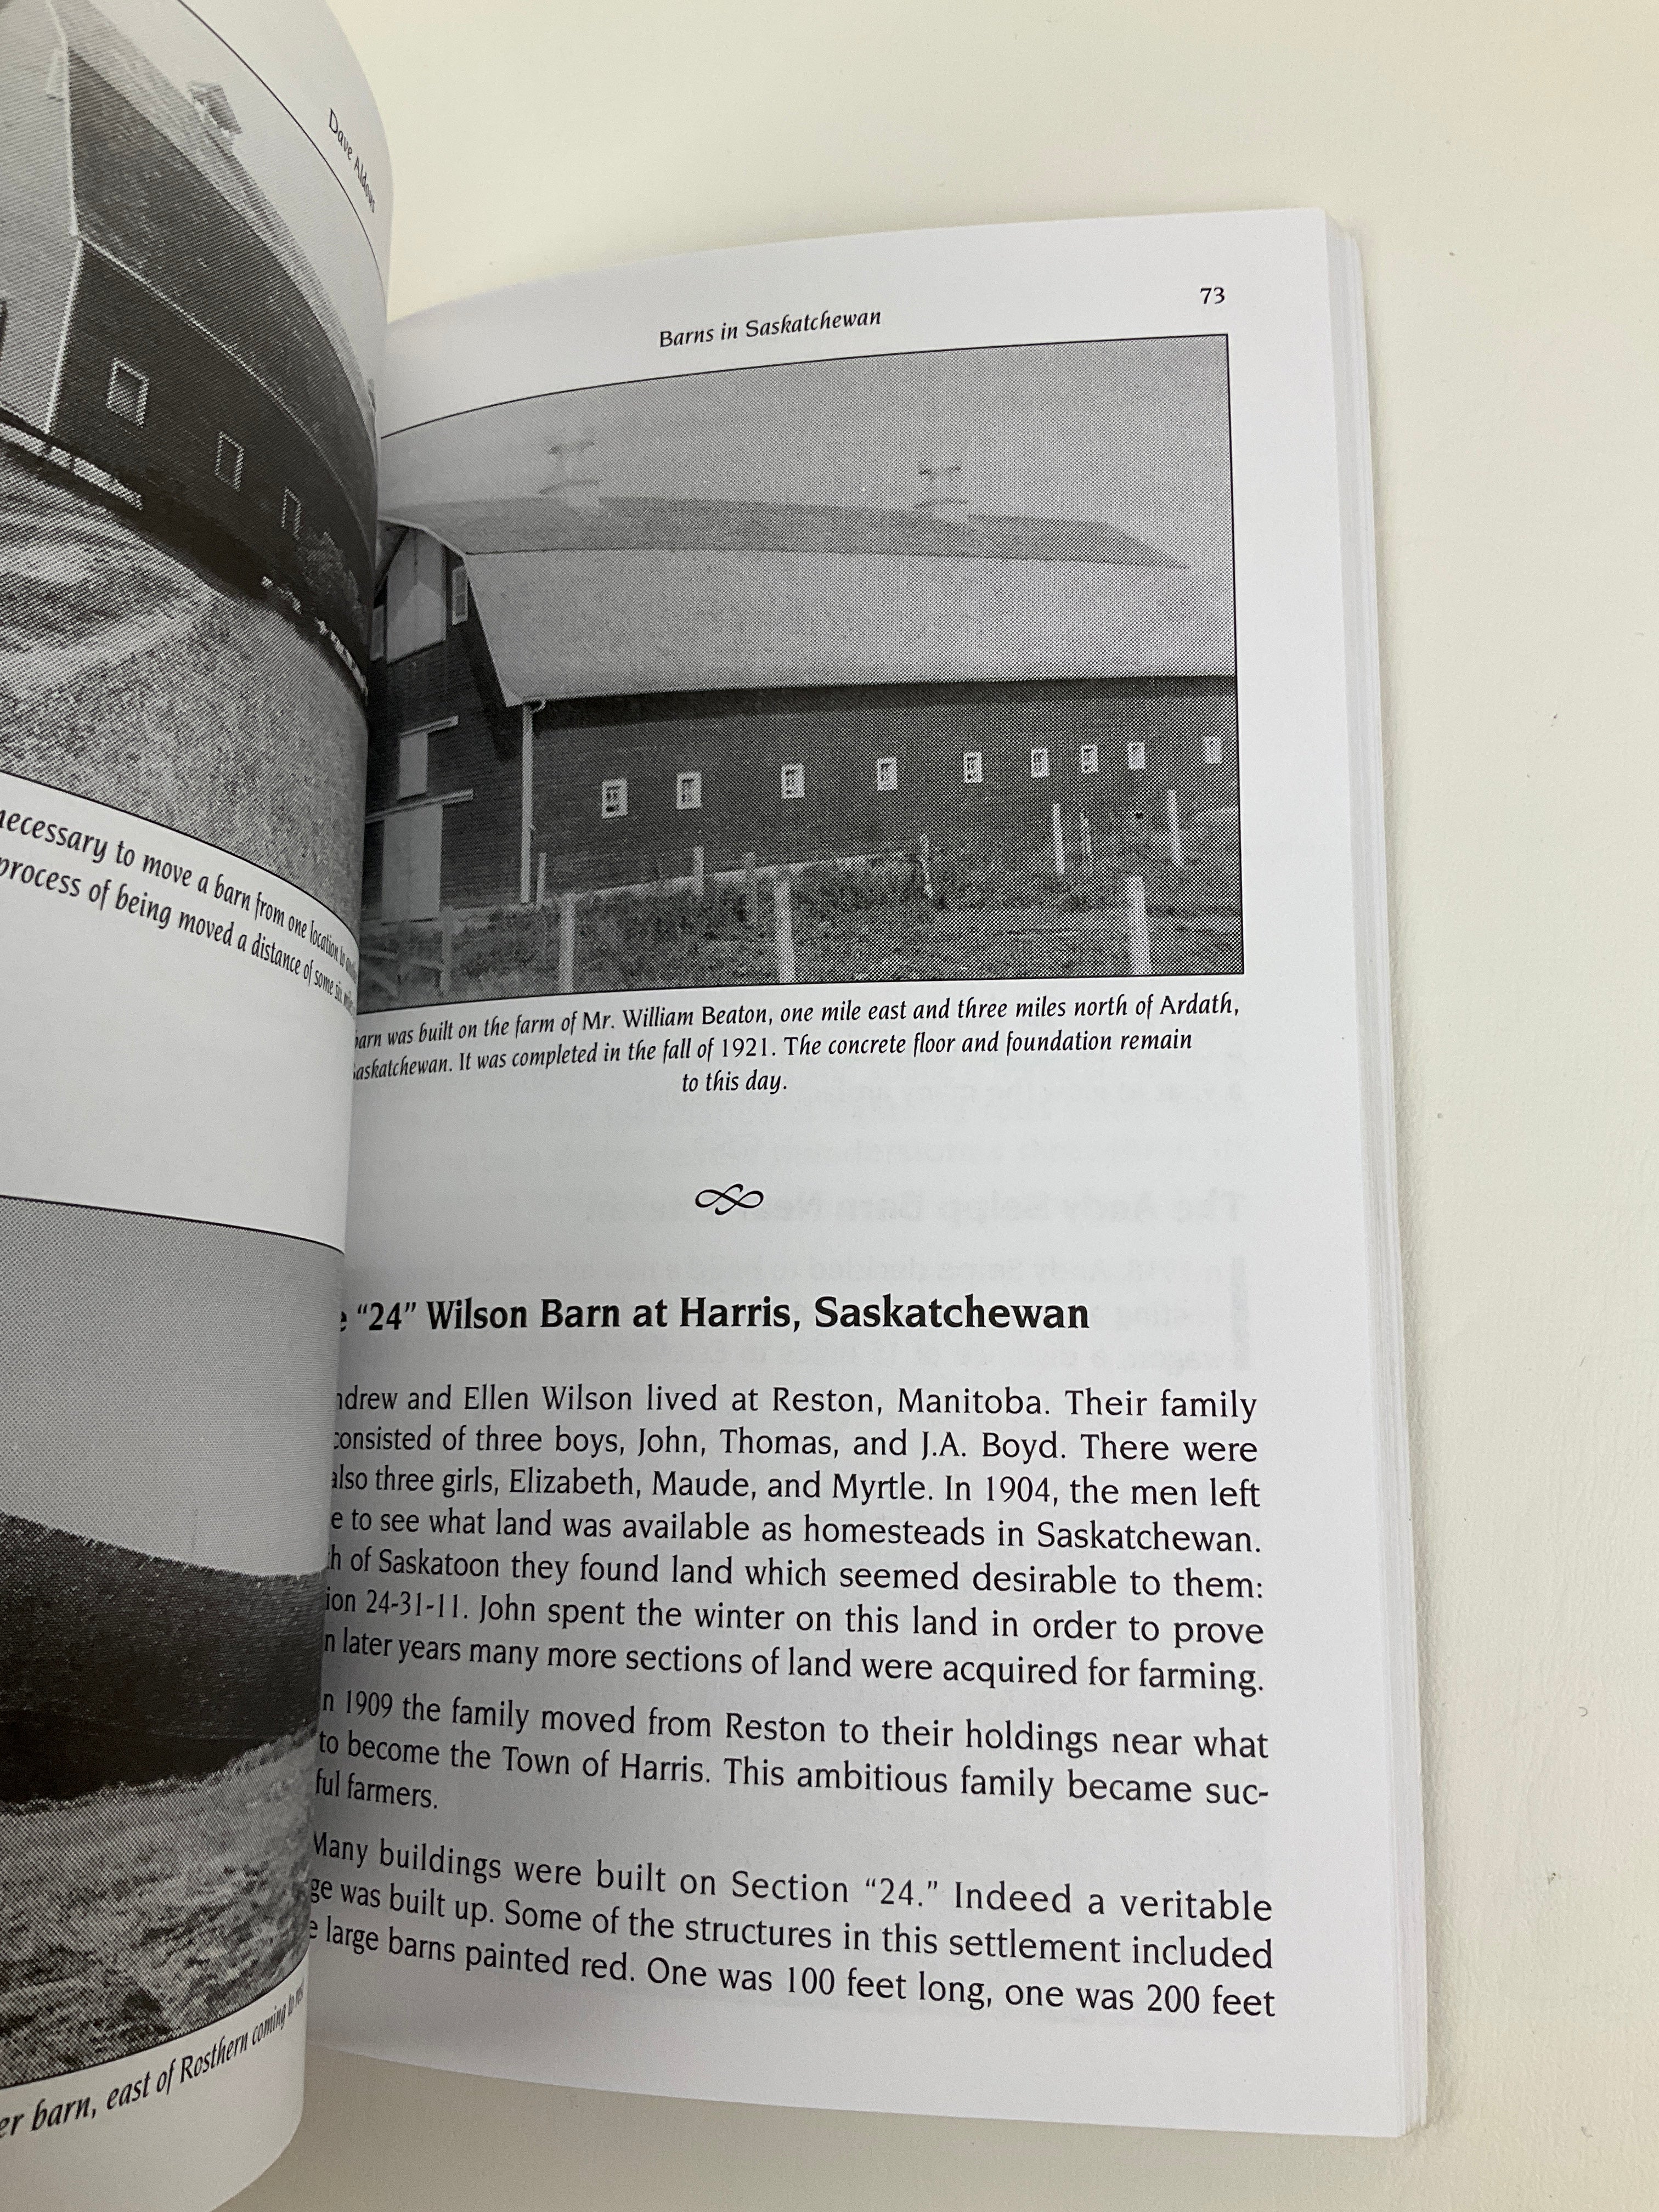 Dave Aldous
necessary to move a barn from one location to
process of being moved a distance of some six
barn, east of Rosthern coming to rest
73
Barns in Saskatchewan
barn was built on the farm of Mr. William Beaton, one mile east and three miles north of Ardath,
Saskatchewan. It was completed in the fall of 1921. The concrete floor and foundation remain
to this day.
“24” Wilson Barn at Harris, Saskatchewan
and Ellen Wilson lived at Reston, Manitoba. Their family
consisted of three boys, John, Thomas, and J.A. Boyd. There were
also three girls, Elizabeth, Maude, and Myrtle. In 1904, the men left
to see what land was available as homesteads in Saskatchewan.
of Saskatoon they found land which seemed desirable to them:
24-31-11. John spent the winter on this land in order to prove
later years many more sections of land were acquired for farming.
1909 the family moved from Reston to their holdings near what
to become the Town of Harris. This ambitious family became suc-
ful farmers.
Many buildings were built on Section “24.” Indeed a veritable
was built up. Some of the structures in this settlement included
large barns painted red. One was 100 feet long, one was 200 feet